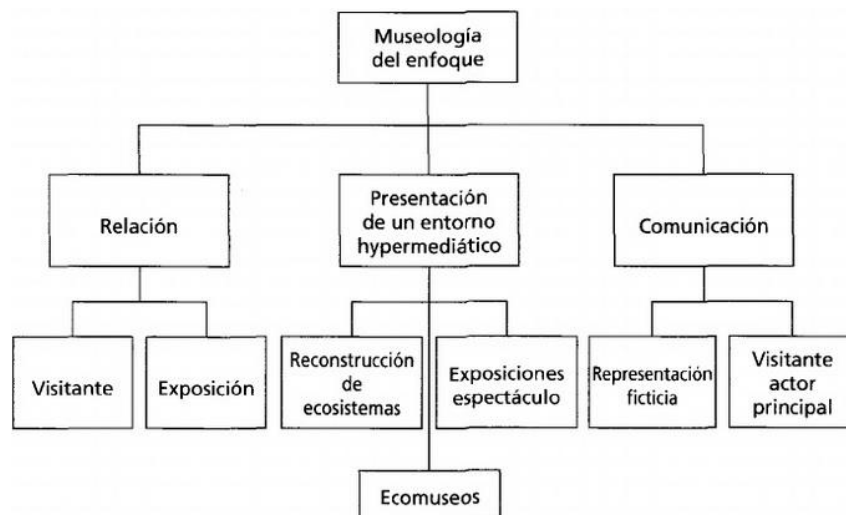 Museología
del enfoque
Relación
Presentación
de un entorno
hypermediático
Comunicación
Visitante
Exposición
Reconstrucción
de
ecosistemas
Exposiciones
espectáculo
Representación
ficticia
Visitante
actor
principal
Ecomuseos